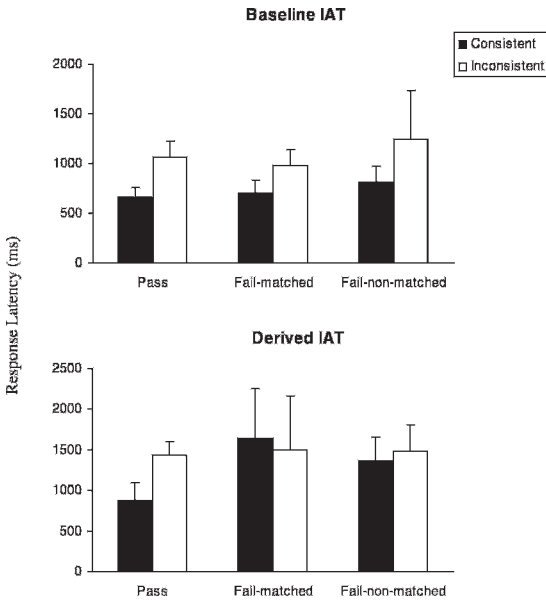 Baseline IAT
Consistent
Inconsistent
2000
1500
1000
500
0
Pass Fail-matched Fail-non-matched
Response Latency (ms)
Derived IAT
2500
2000
1500
1000
500
0
Pass Fail-matched Fail-non-matched